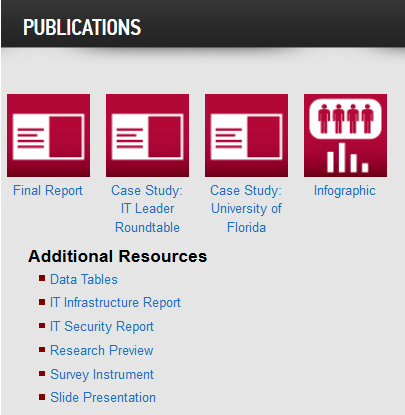 PUBLICATIONS
Final Report
Case Study:
IT Leader
Roundtable
Case Study:
University of
Florida
Infographic
Additional Resources
Data Tables
IT Infrastructure Report
IT Security Report
Research Preview
Survey Instrument
Slide Presentation